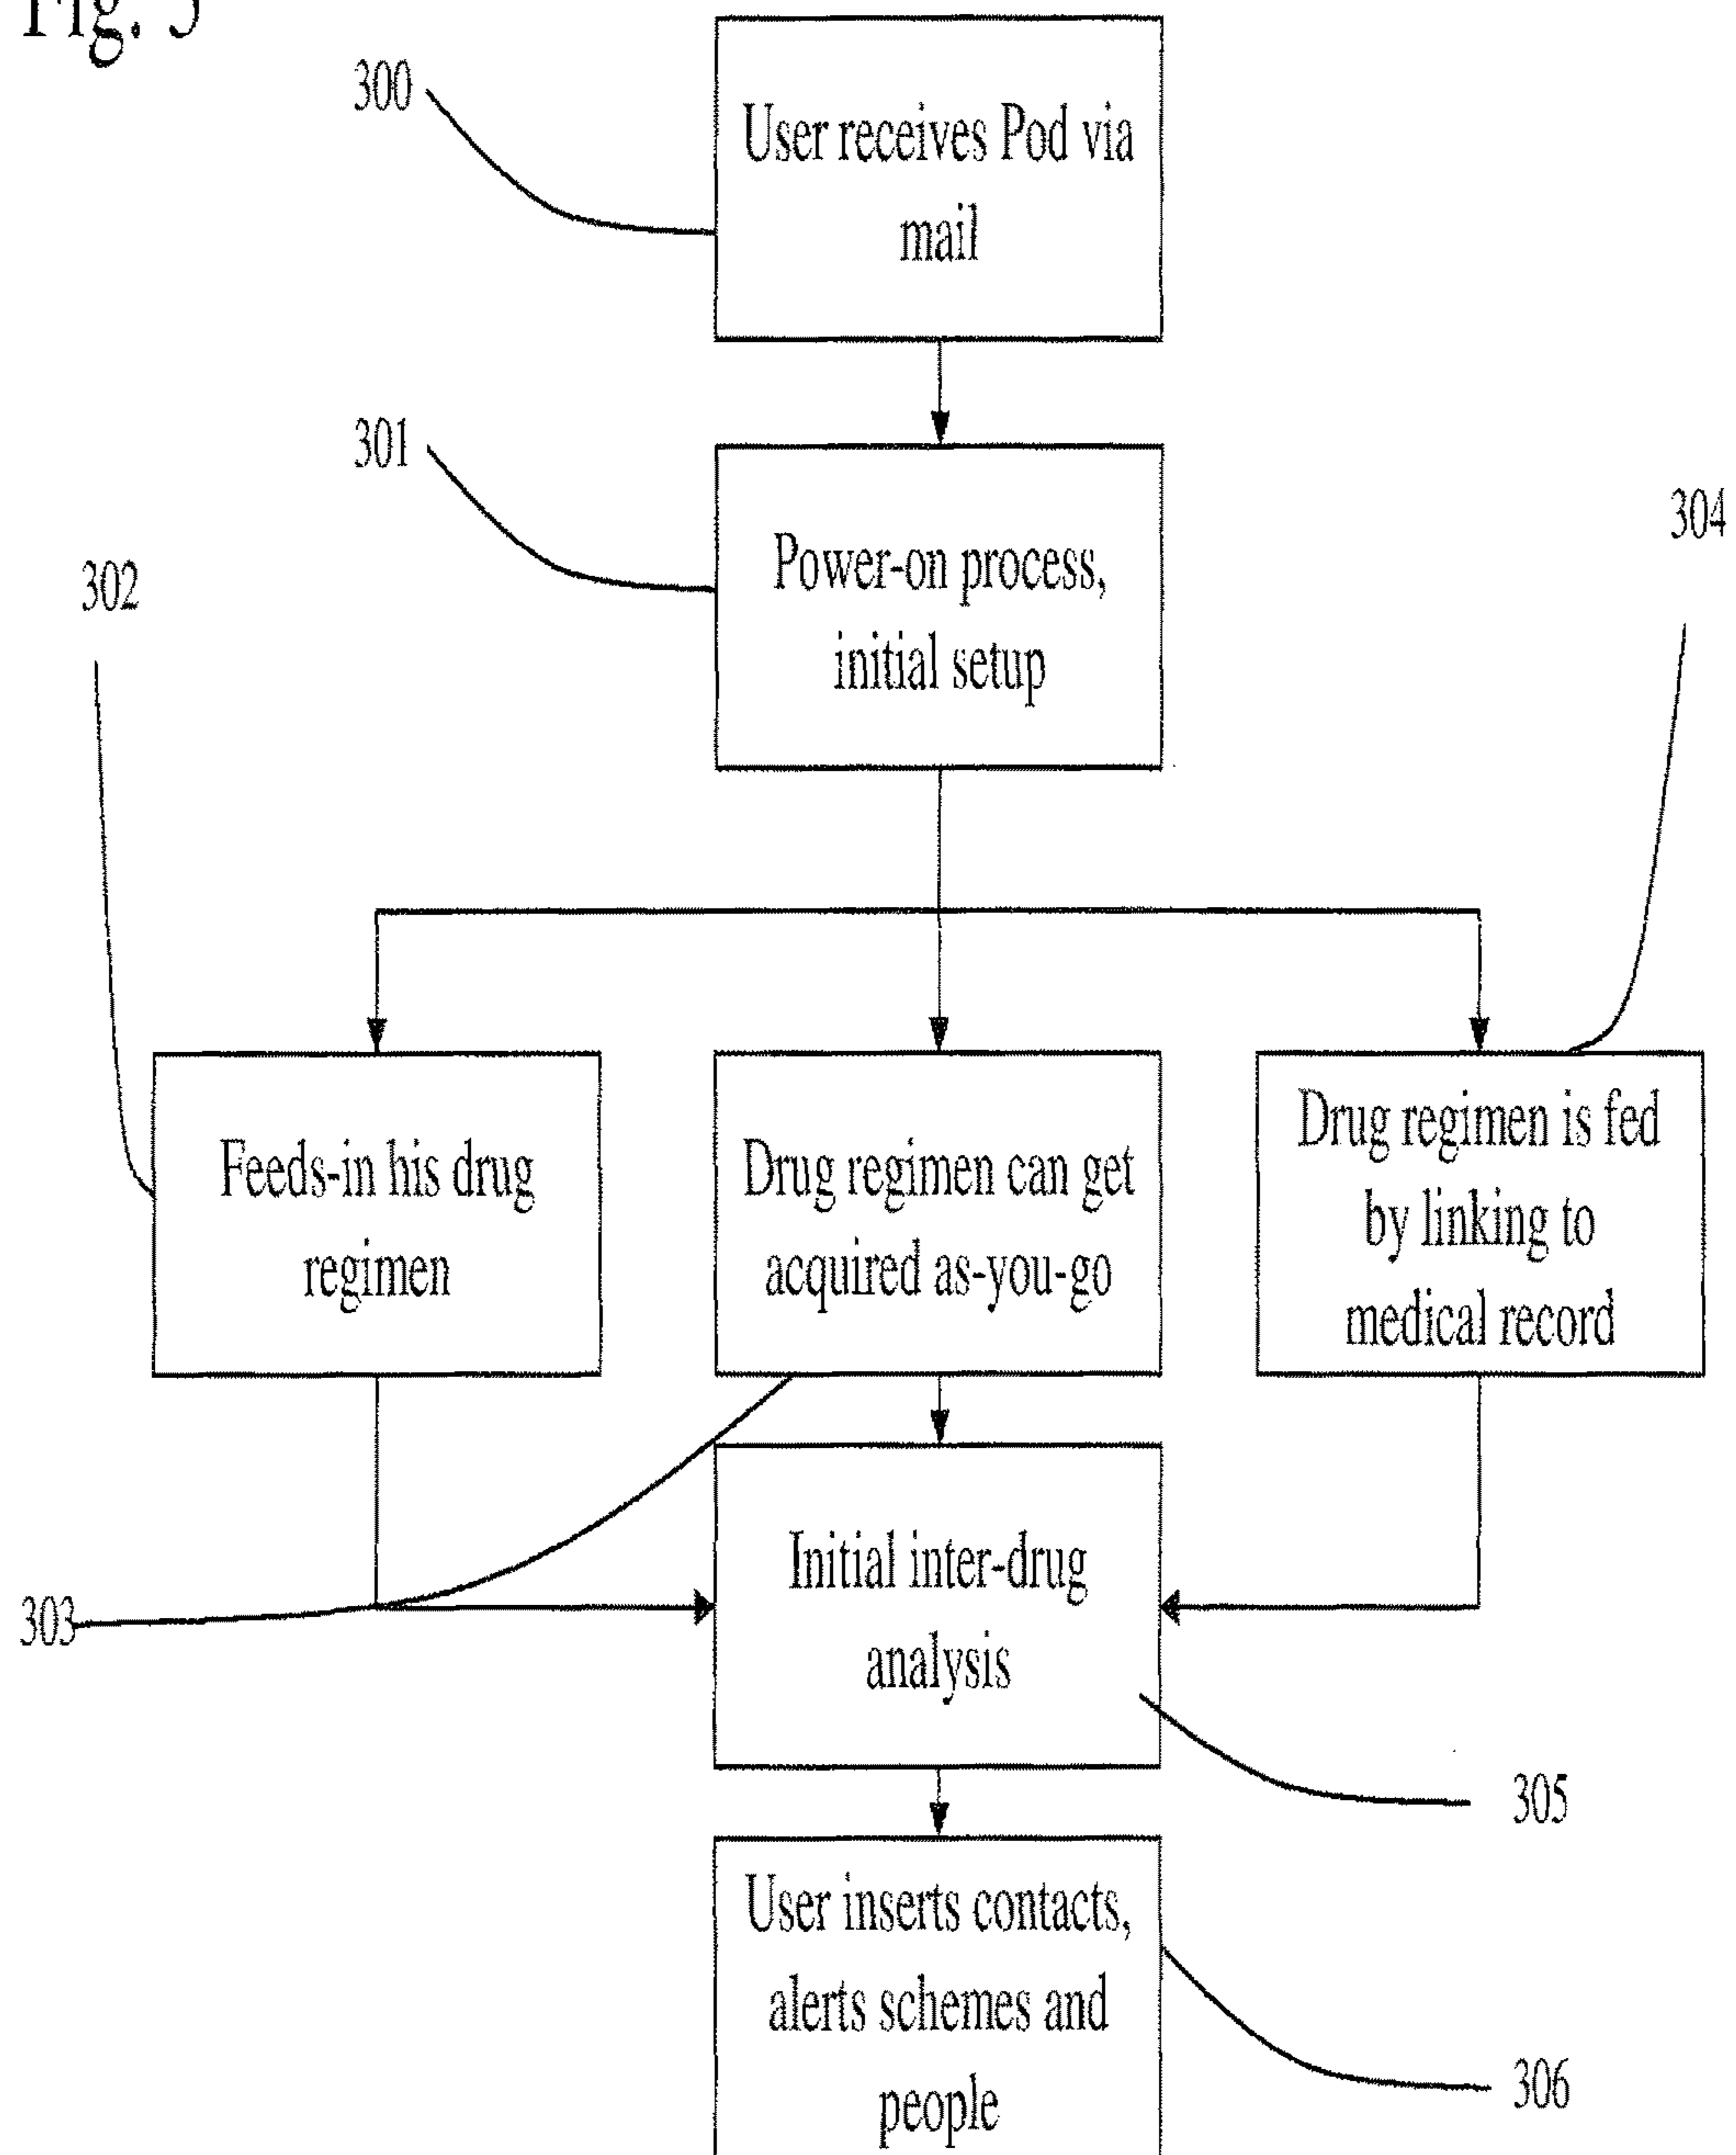 Fig. 3
300
User receives Pod via
mail
301
Power-on process,
initial setup
302
304
Feeds-in his drug
regimen
Drug regimen can get
acquired as-you-go
Drug regimen is fed
by linking to
medical record
303
Initial inter-drug
analysis
305
User inserts contacts,
alerts schemes and
people
306